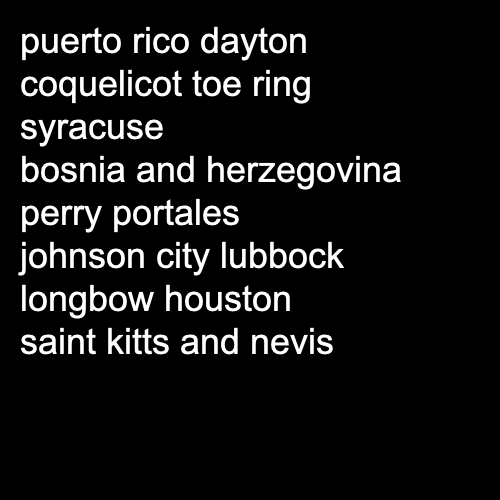 puerto rico dayton
coquelicot toe ring
syracuse
bosnia and herzegovina
perry portales
johnson city lubbock
longbow houston
saint kitts and nevis